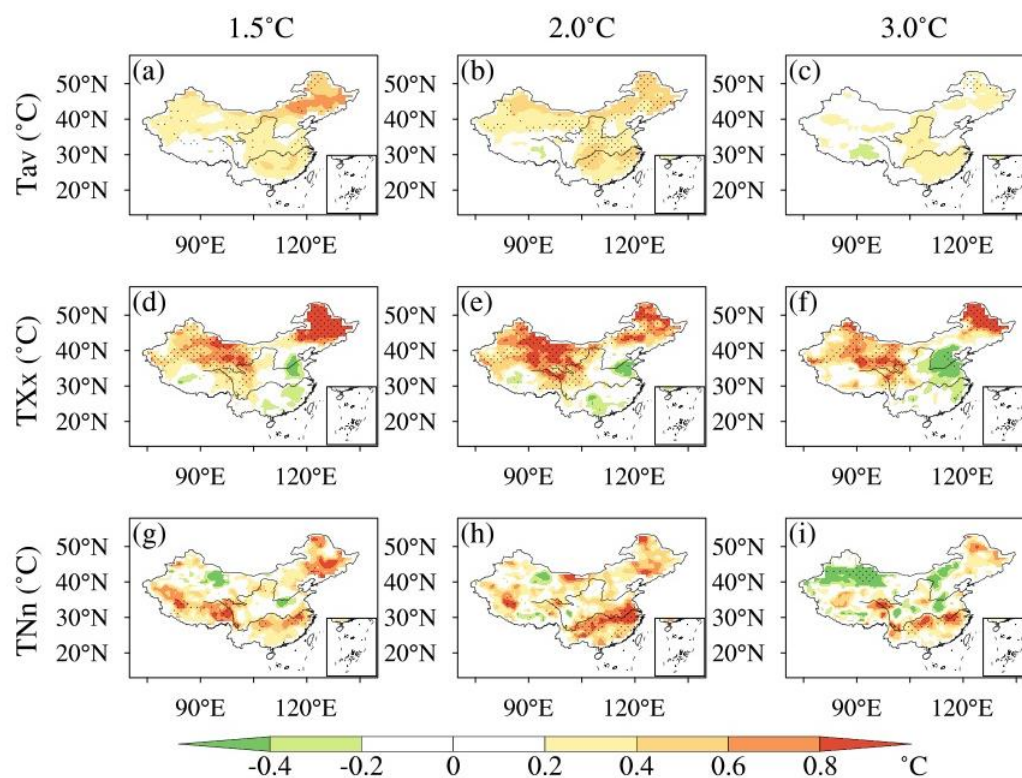 1.5˚C 2.0˚C 3.0˚C
Tav (˚C)
(a) (b) (c)
50°N 50°N 50°N
40°N 40°N 40°N
30°N 30°N 30°N
20°N 20°N 20°N
90°E 120°E 90°E 120°E 90°E 120°E
TXx (˚C)
(d) (e) (f)
50°N 50°N 50°N
40°N 40°N 40°N
30°N 30°N 30°N
20°N 20°N 20°N
90°E 120°E 90°E 120°E 90°E 120°E
TNn (˚C)
(g) (h) (i)
50°N 50°N 50°N
40°N 40°N 40°N
30°N 30°N 30°N
20°N 20°N 20°N
90°E 120°E 90°E 120°E 90°E 120°E
-0.4 -0.2 0 0.2 0.4 0.6 0.8 ˚C